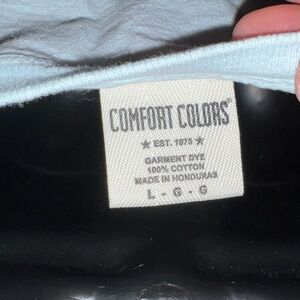 COMFORT COLORS®
★ EST. 1975 ★
GARMENT DYE
100% COTTON
MADE IN HONDURAS
L - G - G